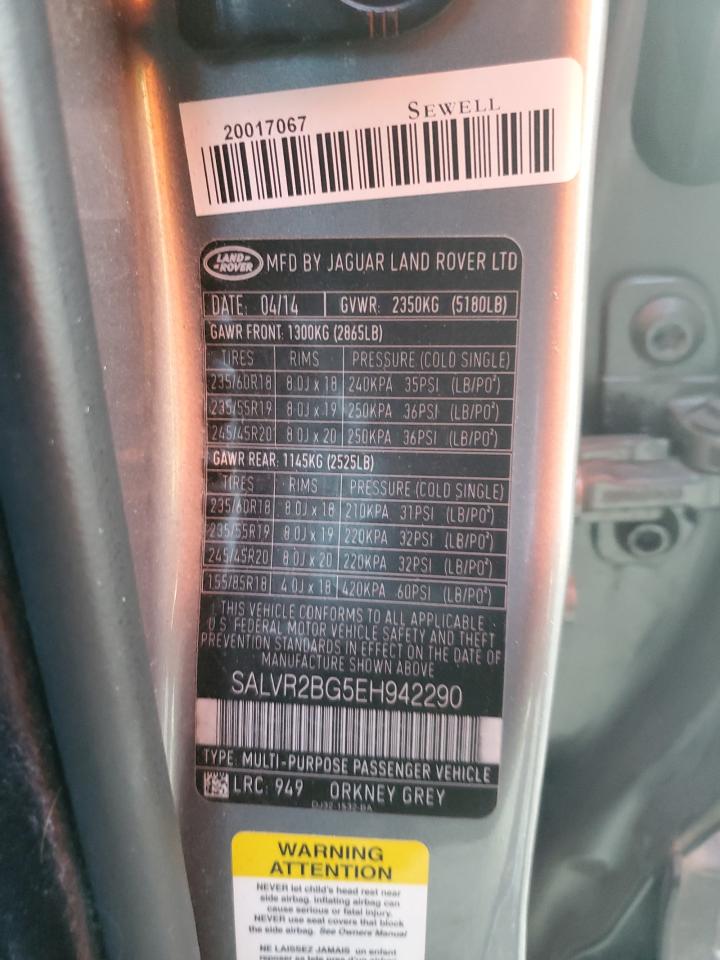 20017067 SEWELL
LAND ROVER MFD BY JAGUAR LAND ROVER LTD
DATE: 04/14 GVWR: 2350KG (5180LB)
GAWR FRONT: 1300KG (2865LB)
TIRES RIMS PRESSURE (COLD SINGLE)
235/60R18 8.0J x 18 240KPA 35PSI (LB/PO²)
235/55R19 8.0J x 19 250KPA 36PSI (LB/PO²)
245/45R20 8.0J x 20 250KPA 36PSI (LB/PO²)
GAWR REAR: 1145KG (2525LB)
TIRES RIMS PRESSURE (COLD SINGLE)
235/60R18 8.0J x 18 210KPA 31PSI (LB/PO²)
235/55R19 8.0J x 19 220KPA 32PSI (LB/PO²)
245/45R20 8.0J x 20 220KPA 32PSI (LB/PO²)
155/85R18 4.0J x 18 420KPA 60PSI (LB/PO²)
THIS VEHICLE CONFORMS TO ALL APPLICABLE
U.S. FEDERAL MOTOR VEHICLE SAFETY AND THEFT
PREVENTION STANDARDS IN EFFECT ON THE DATE OF
MANUFACTURE SHOWN ABOVE
SALVR2BG5EH942290
TYPE: MULTI-PURPOSE PASSENGER VEHICLE
LRC: 949 ORKNEY GREY
WARNING
ATTENTION
NEVER let child's head rest near
side airbag, inflating airbag can
cause serious or fatal injury.
NEVER use seat covers that block
the side airbag. See Owners Manual
NE LAISSEZ JAMAIS un enfant
reposer sa tete pres d'un airbag